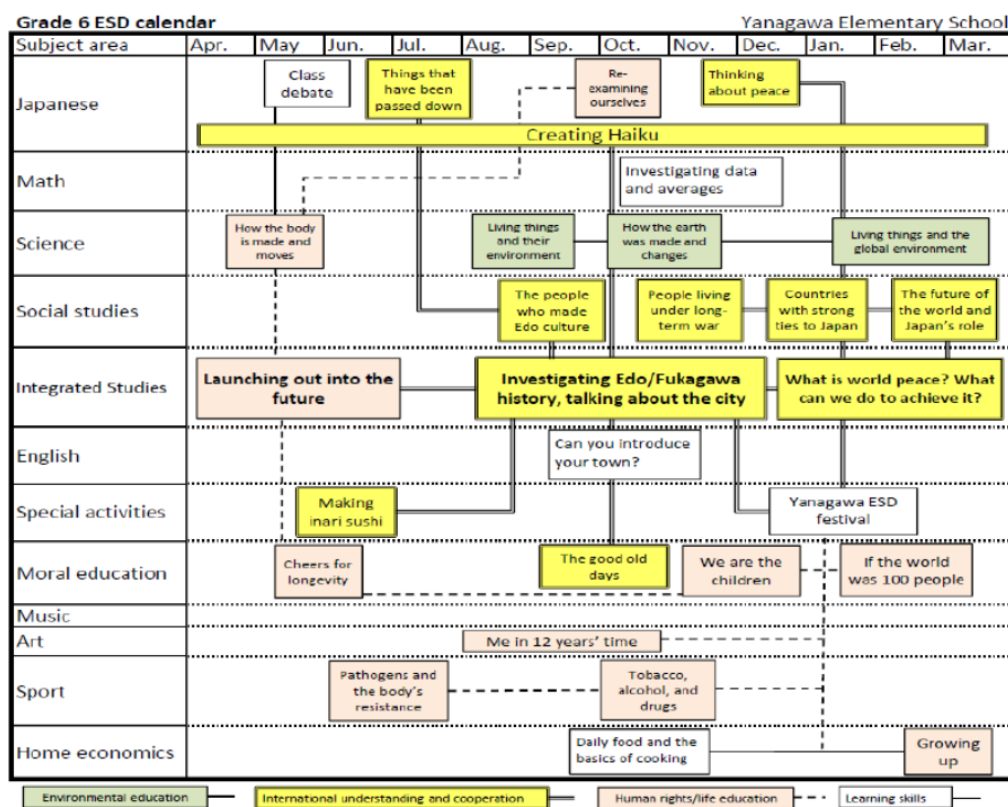 Grade 6 ESD calendar
Yanagawa Elementary School
Subject area
Apr.
May
Jun.
Jul.
Aug.
Sep.
Oct.
Nov.
Dec.
Jan.
Feb.
Mar.
Japanese
Class
debate
Things that
have been
passed down
Re-
examining
ourselves
Thinking
about peace
Creating Haiku
Math
Investigating data
and averages
Science
How the body
is made and
moves
Living things
and their
environment
How the earth
was made and
changes
Living things and the
global environment
Social studies
The people
who made
Edo culture
People living
under long-
term war
Countries
with strong
ties to Japan
The future of
the world and
Japan's role
Integrated Studies
Launching out into the
future
Investigating Edo/Fukagawa
history, talking about the city
What is world peace? What
can we do to achieve it?
English
Can you introduce
your town?
Special activities
Making
inari sushi
Yanagawa ESD
festival
Moral education
Cheers for
longevity
The good old
days
We are the
children
If the world
was 100 people
Music
Art
Me in 12 years' time
Sport
Pathogens and
the body's
resistance
Tobacco,
alcohol, and
drugs
Home economics
Daily food and the
basics of cooking
Growing
up
Environmental education
International understanding and cooperation
Human rights/life education
Learning skills